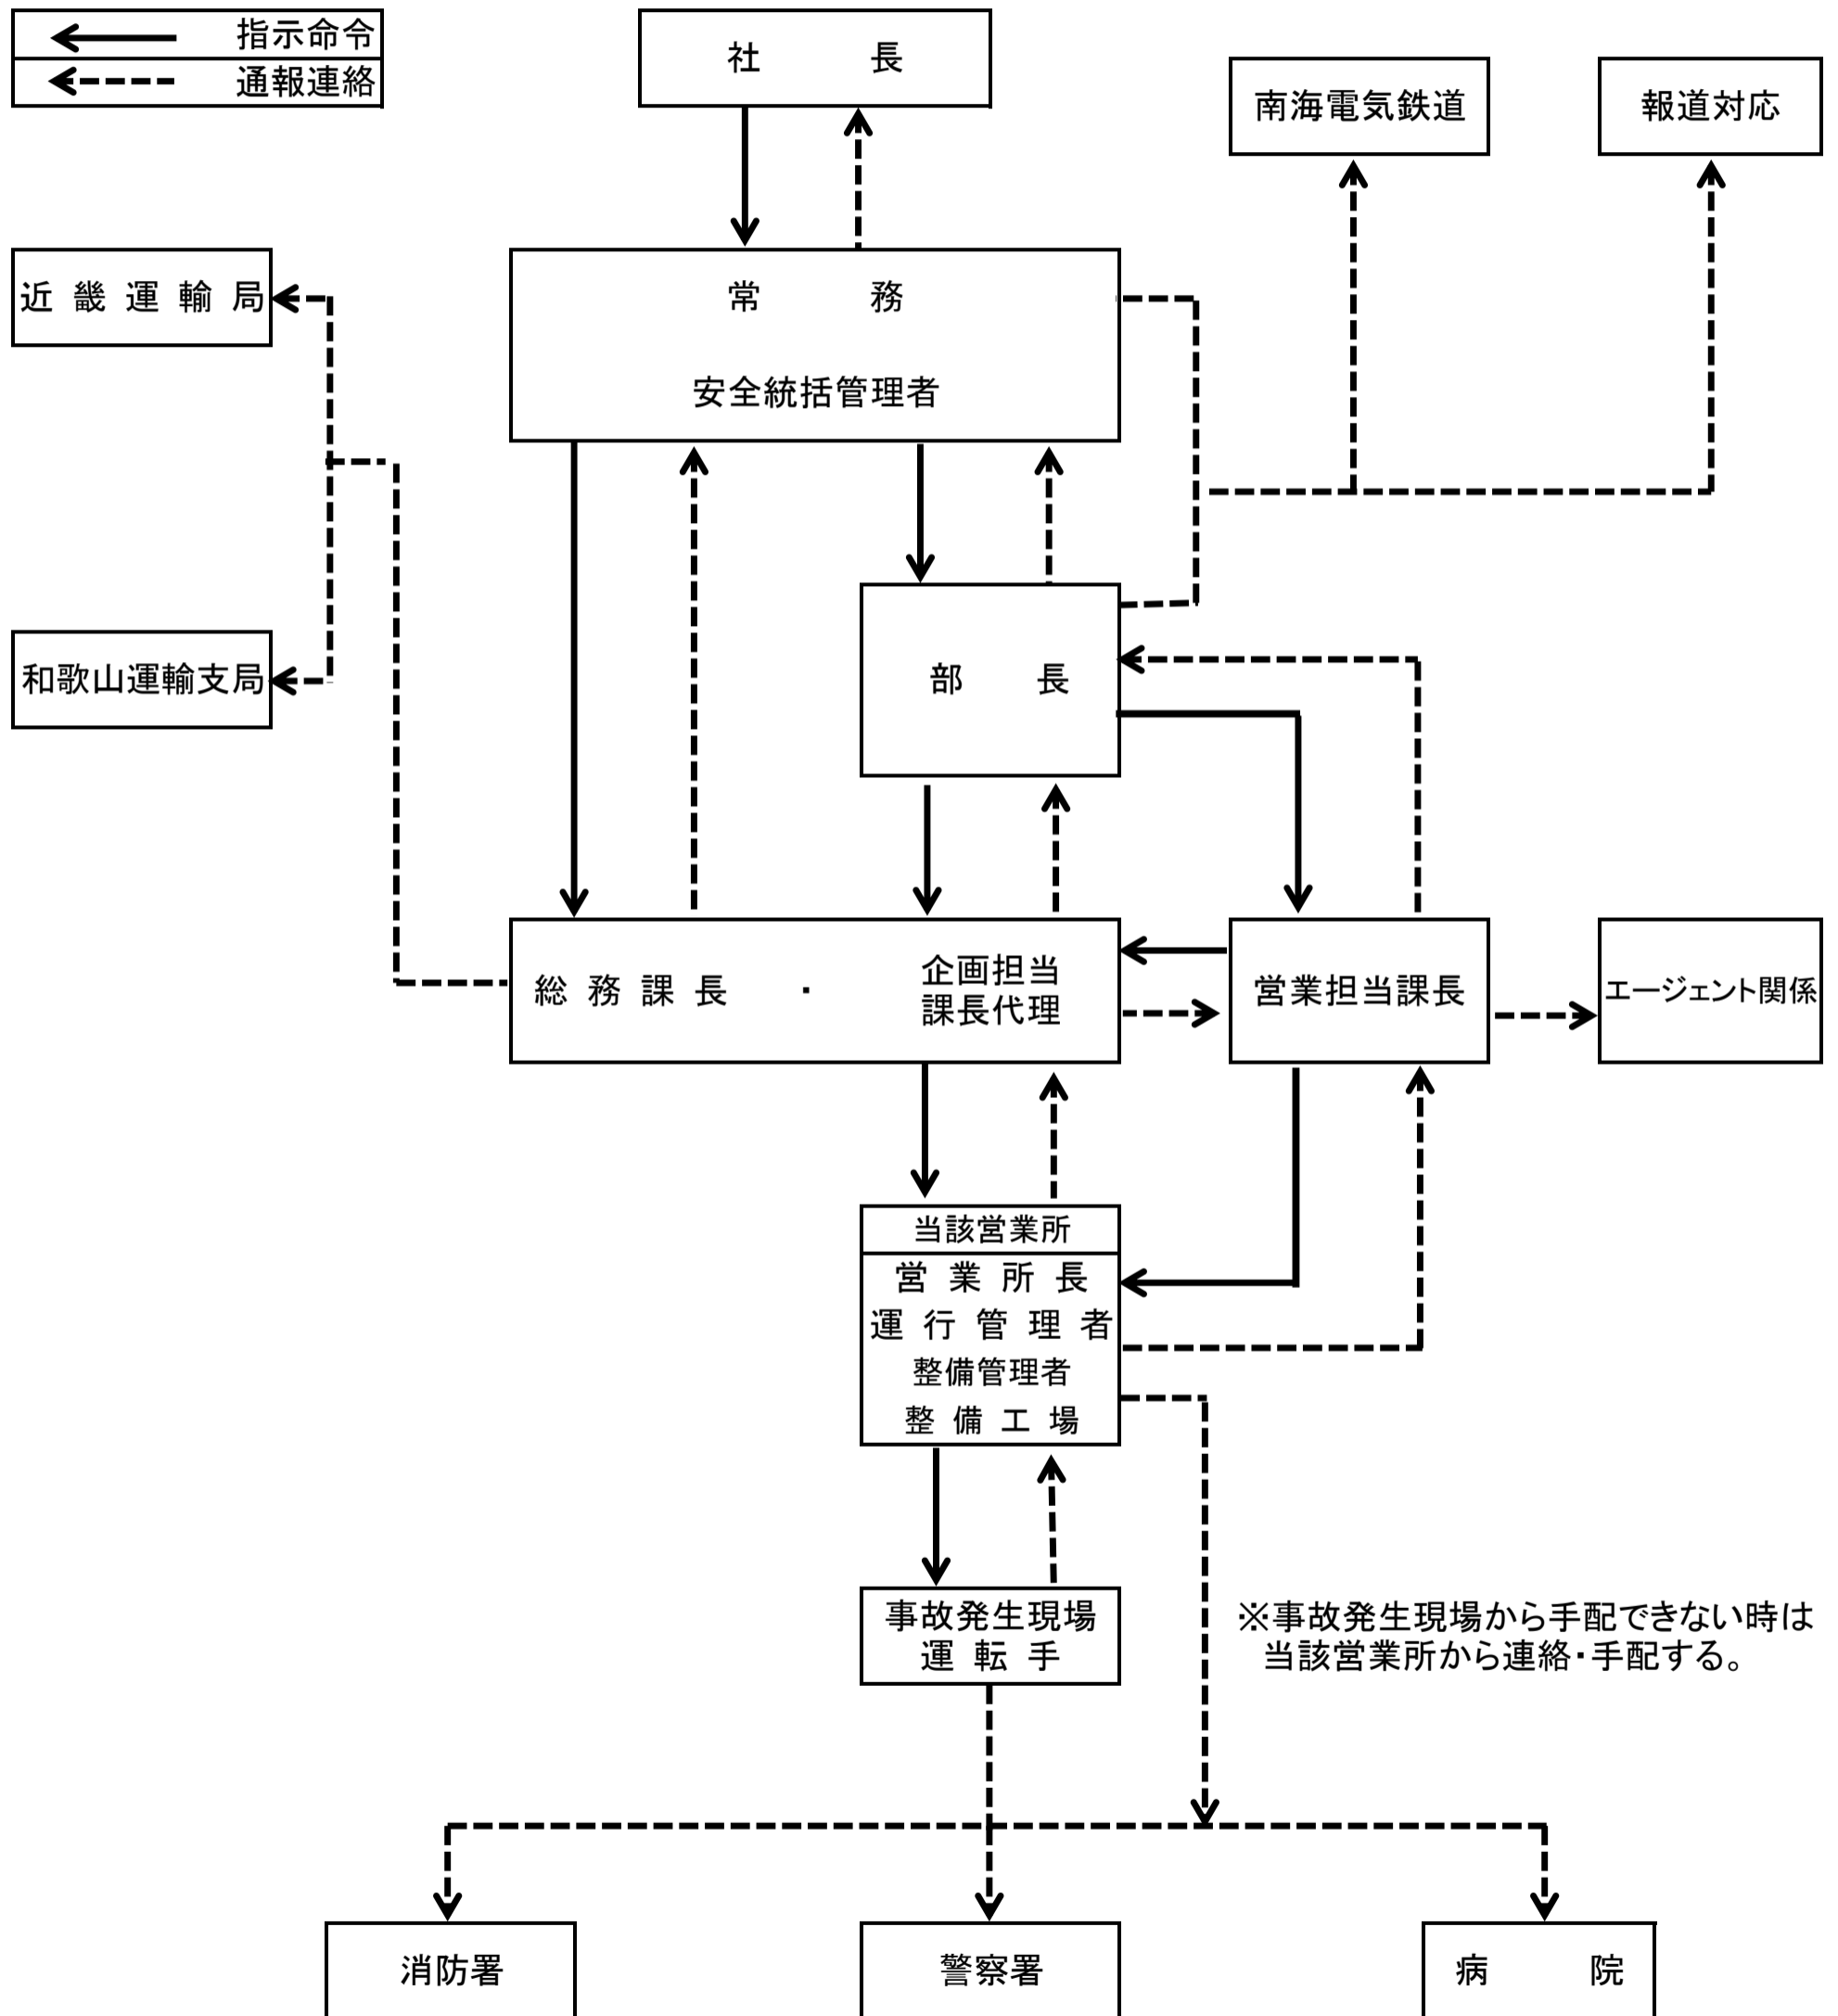 指示命令
通報連絡
社　長
南海電気鉄道
報道対応
近畿運輸局
常　務
安全統括管理者
和歌山運輸支局
部　長
総務課長　・　企画担当
課長代理
営業担当課長
エージェント関係
当該営業所
営業所長
運行管理者
整備管理者
整備工場
事故発生現場
運転手
※事故発生現場から手配できない時は
当該営業所から連絡・手配する。
消防署
警察署
病　院